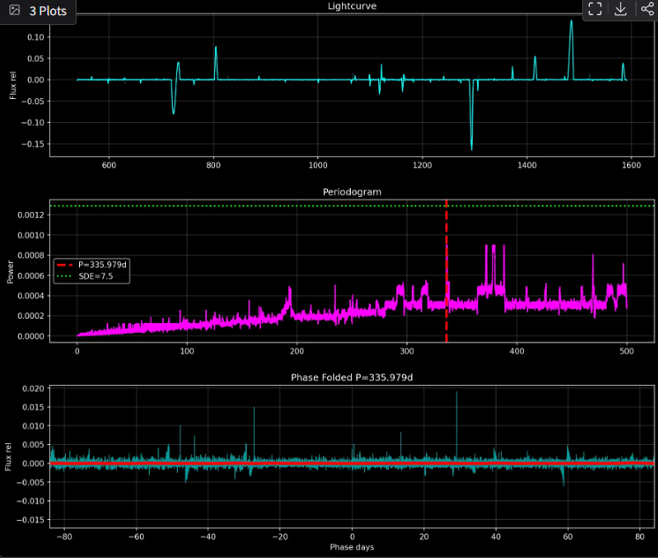 3 Plots
Lightcurve
Flux rel
0.10
0.05
0.00
−0.05
−0.10
−0.15
600 800 1000 1200 1400 1600
Periodogram
Power
0.0012
0.0010
0.0008
0.0006
0.0004
0.0002
0.0000
P=335.979d
SDE=7.5
0 100 200 300 400 500
Phase Folded P=335.979d
Flux rel
0.020
0.015
0.010
0.005
0.000
−0.005
−0.010
−0.015
−80 −60 −40 −20 0 20 40 60 80
Phase days